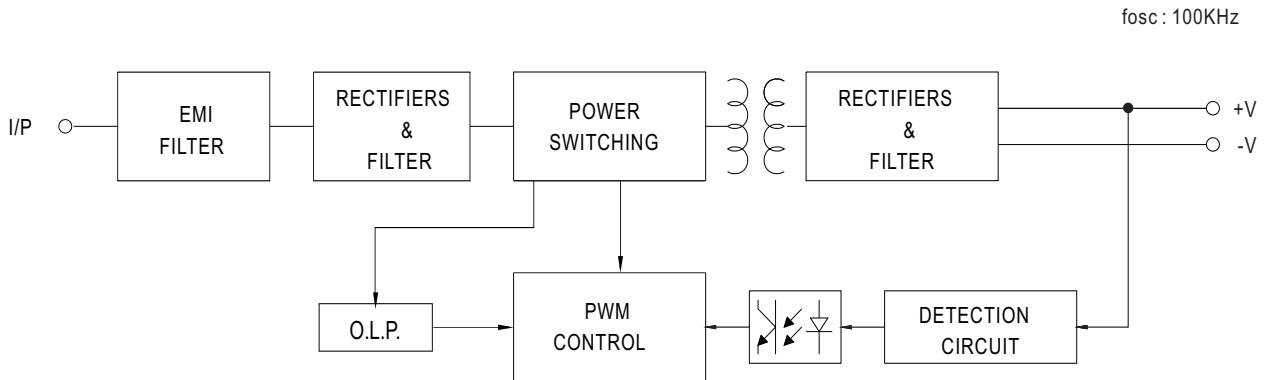 fosc : 100KHz
I/P
EMI
FILTER
RECTIFIERS
&
FILTER
POWER
SWITCHING
RECTIFIERS
&
FILTER
+V
-V
O.L.P.
PWM
CONTROL
DETECTION
CIRCUIT